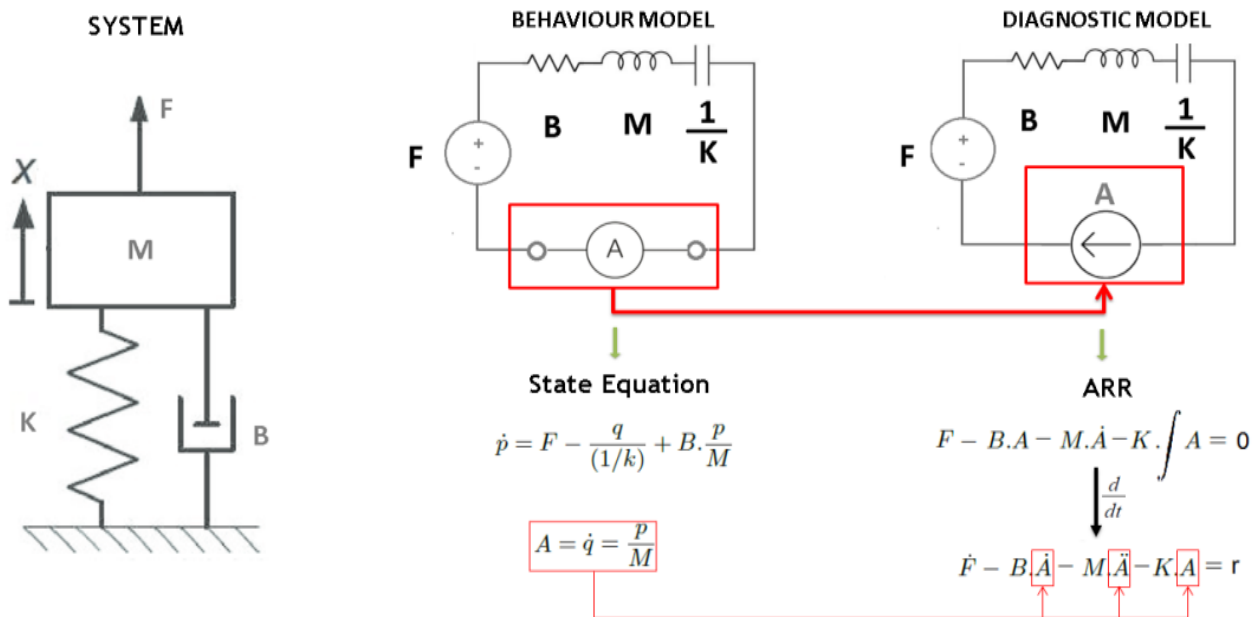 SYSTEM
F
X
M
K
B
BEHAVIOUR MODEL
B M 1/K
F
+
-
A
State Equation
ṗ = F − q/(1/k) + B.p/M
A = q̇ = p/M
DIAGNOSTIC MODEL
B M 1/K
F
+
-
A
ARR
F − B.A − M.Ȧ − K.∫ A = 0
d/dt
Ḟ − B.Ȧ − M.Ä − K.A = r